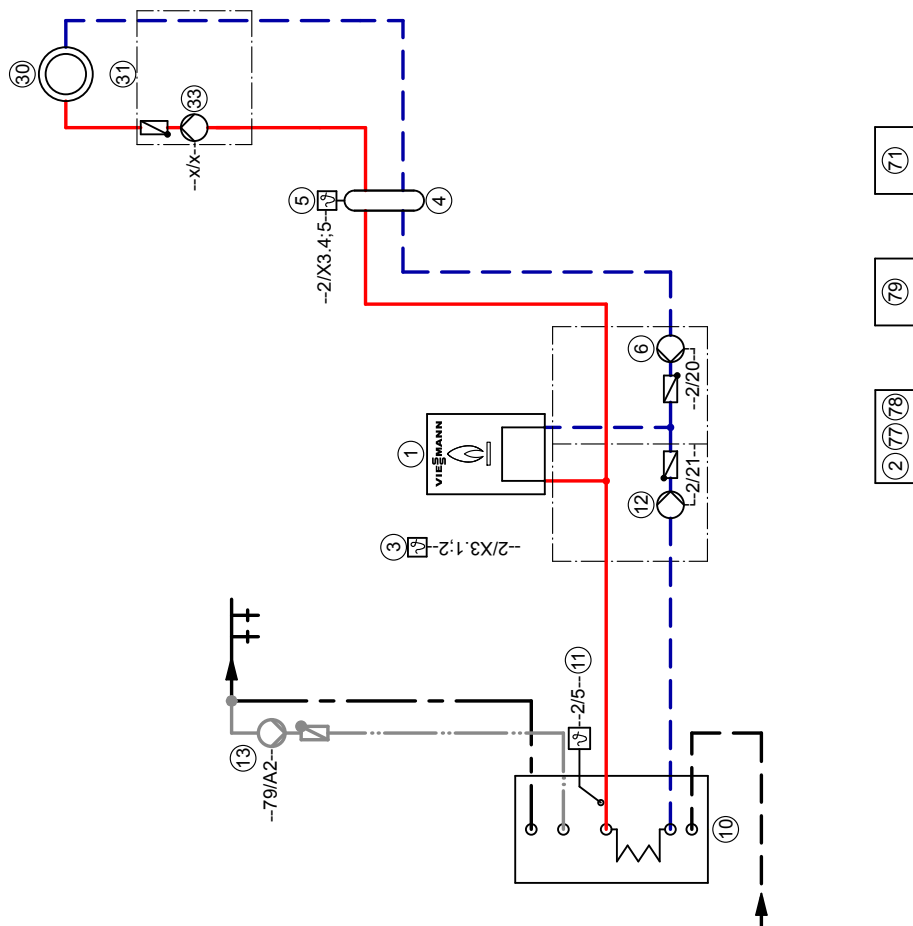 30
31
33
--x/x--
5
--2/X3.4;5--
4
71
79
2 77 78
6
--2/20--
1
VIESMANN
12
--2/21--
3
--2/X3.1;2--
13
--79/A2--
--2/5--
11
10